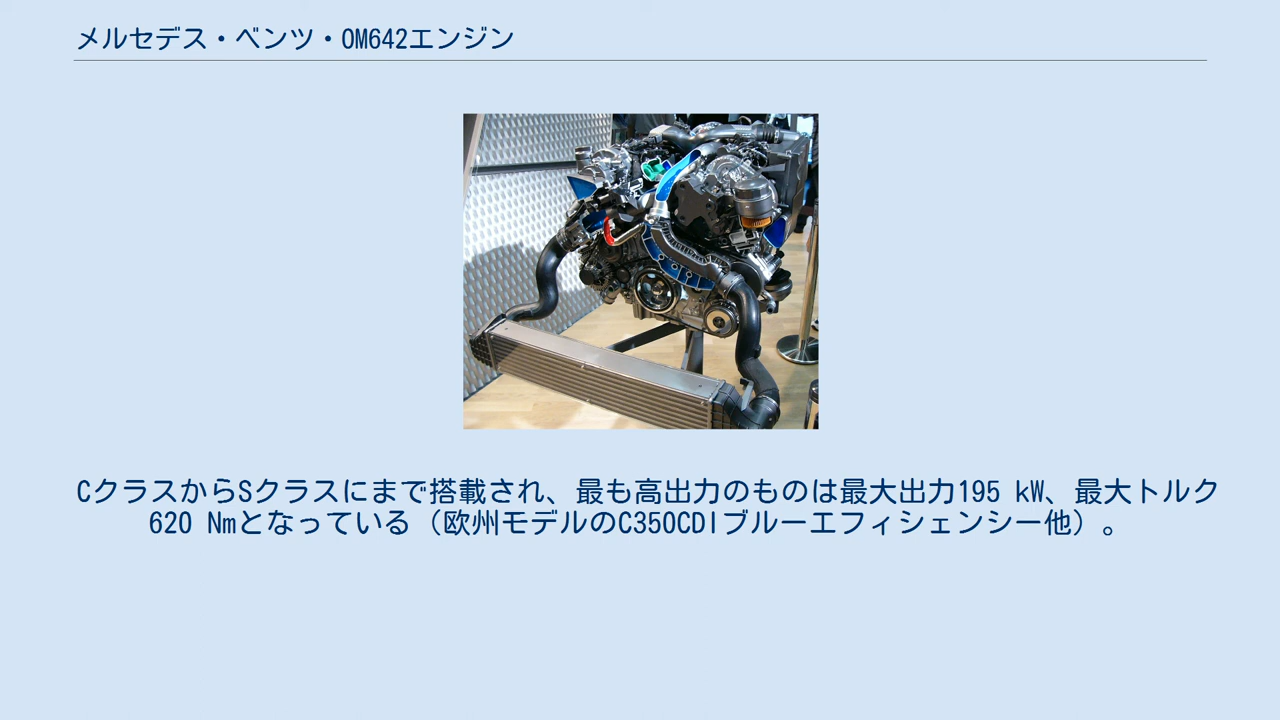 メルセデス・ベンツ・OM642エンジン
CクラスからSクラスにまで搭載され、最も高出力のものは最大出力195 kW、最大トルク
620 Nmとなっている（欧州モデルのC350CDIブルーエフィシェンシー他）。